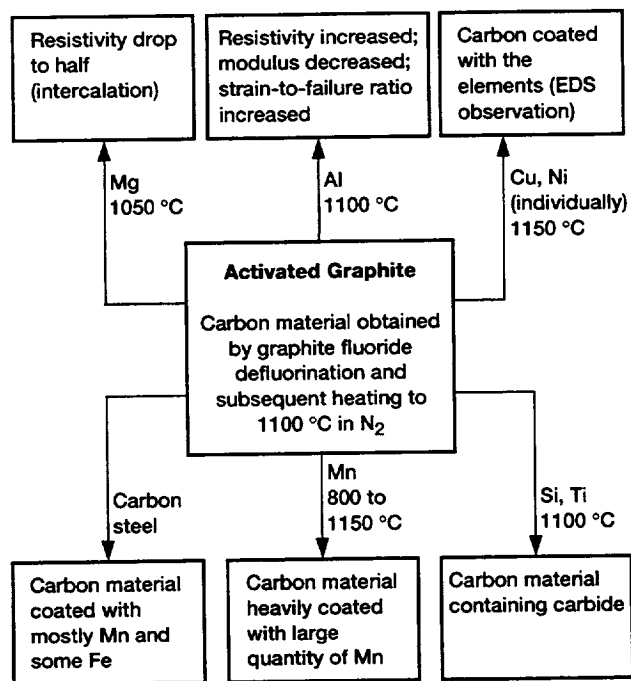 Resistivity drop
to half
(intercalation)
Resistivity increased;
modulus decreased;
strain-to-failure ratio
increased
Carbon coated
with the
elements (EDS
observation)
Mg
1050 °C
Al
1100 °C
Cu, Ni
(individually)
1150 °C
Activated Graphite
Carbon material obtained
by graphite fluoride
defluorination and
subsequent heating to
1100 °C in N₂
Carbon
steel
Mn
800 to
1150 °C
Si, Ti
1100 °C
Carbon material
coated with
mostly Mn and
some Fe
Carbon material
heavily coated
with large
quantity of Mn
Carbon material
containing carbide